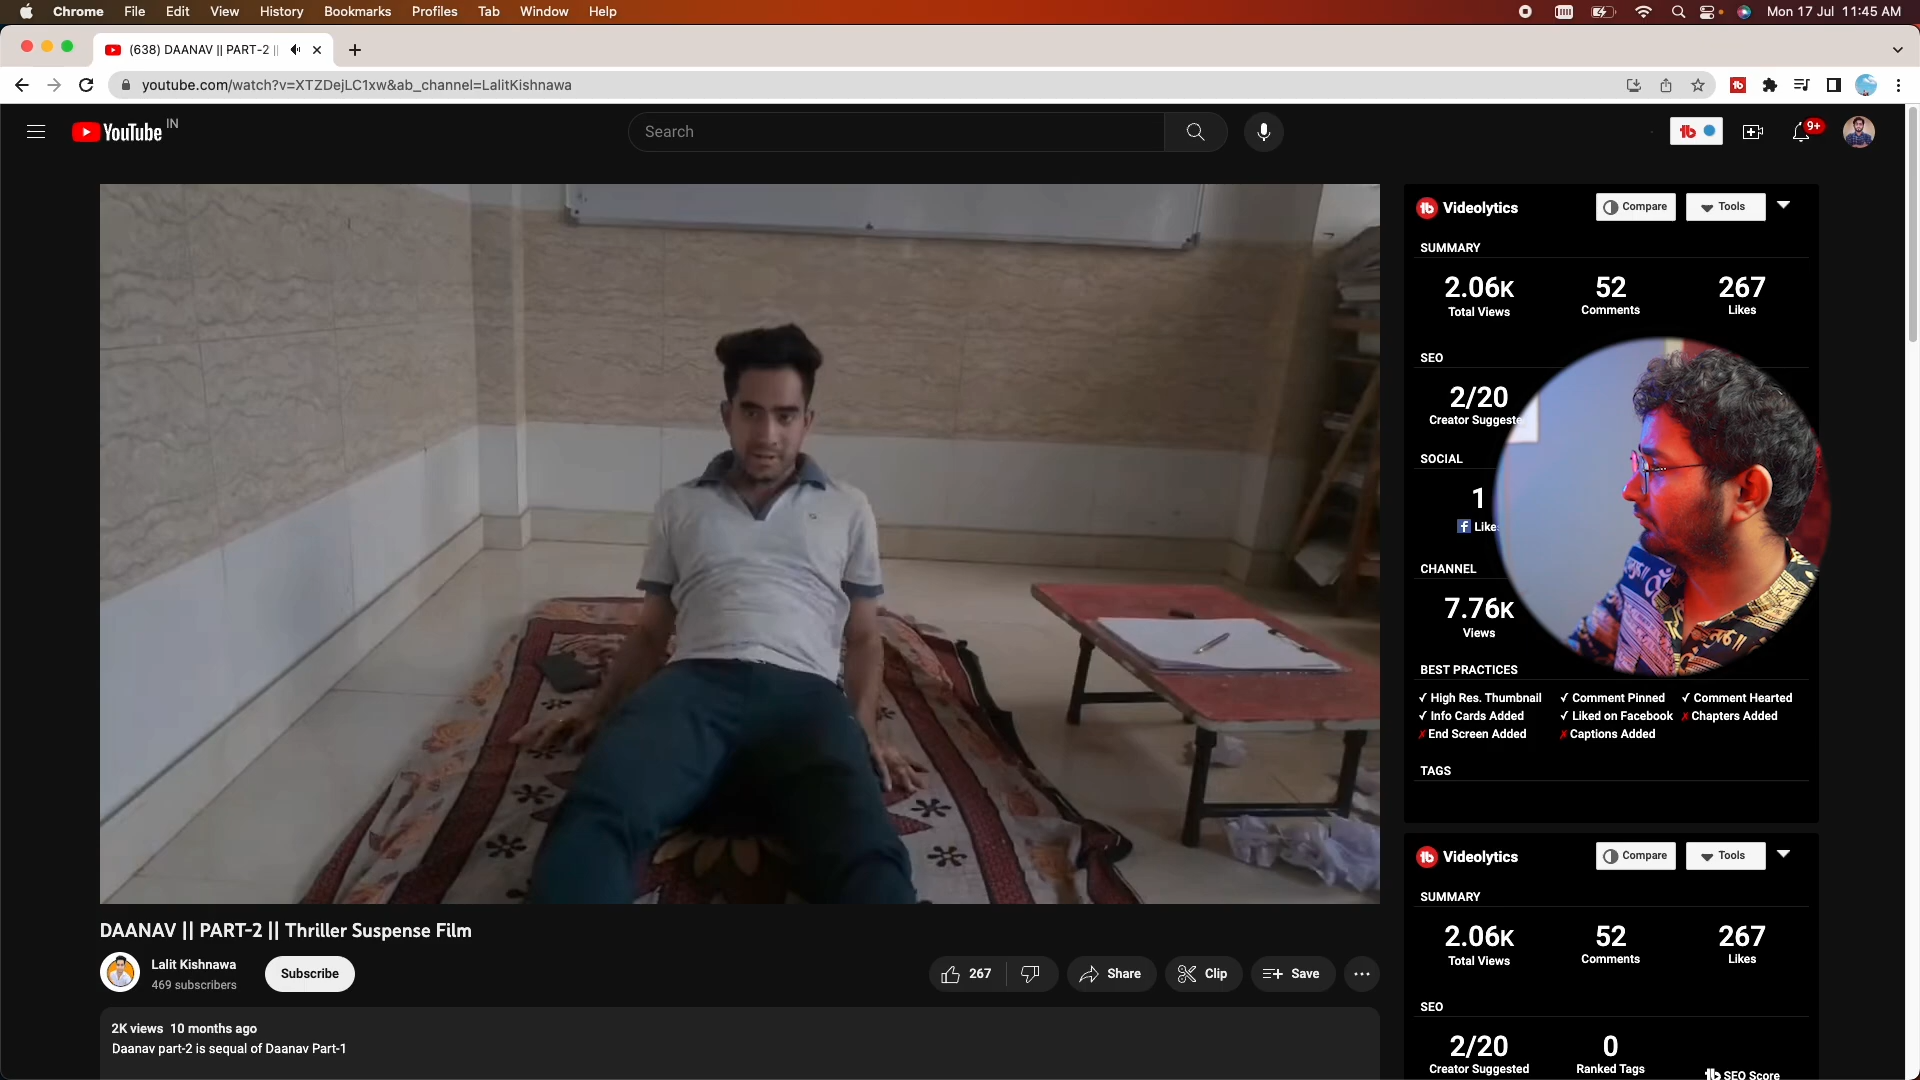 Chrome File Edit View History Bookmarks Profiles Tab Window Help
Mon 17 Jul 11:45 AM
(638) DAANAV || PART-2 ||
youtube.com/watch?v=XTZDejLC1xw&ab_channel=LalitKishnawa
YouTube IN
Search
9+
Videolytics
Compare
Tools
SUMMARY
2.06K 52 267
Total Views Comments Likes
SEO
2/20
Creator Suggeste
SOCIAL
1
Like
CHANNEL
7.76K
Views
BEST PRACTICES
✓ High Res. Thumbnail ✓ Comment Pinned ✓ Comment Hearted
✓ Info Cards Added ✓ Liked on Facebook ✗ Chapters Added
✗ End Screen Added ✗ Captions Added
TAGS
Videolytics
Compare
Tools
SUMMARY
2.06K 52 267
Total Views Comments Likes
SEO
2/20 0
Creator Suggested Ranked Tags SEO Score
DAANAV || PART-2 || Thriller Suspense Film
Lalit Kishnawa
469 subscribers
Subscribe
267
Share
Clip
Save
2K views 10 months ago
Daanav part-2 is sequal of Daanav Part-1